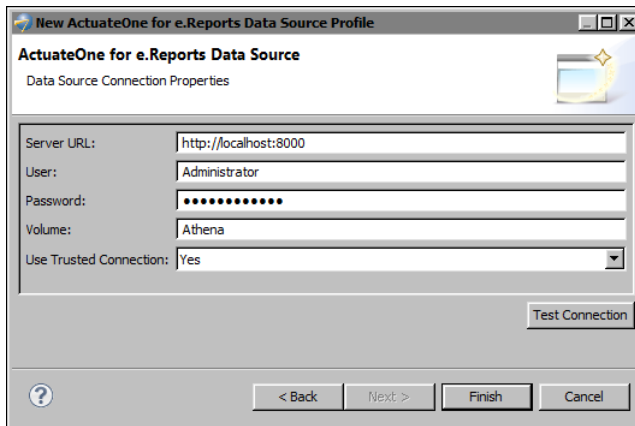 New ActuateOne for e.Reports Data Source Profile
ActuateOne for e.Reports Data Source
Data Source Connection Properties
Server URL: http://localhost:8000
User: Administrator
Password: ●●●●●●●●●●●●
Volume: Athena
Use Trusted Connection: Yes
Test Connection
? < Back Next > Finish Cancel